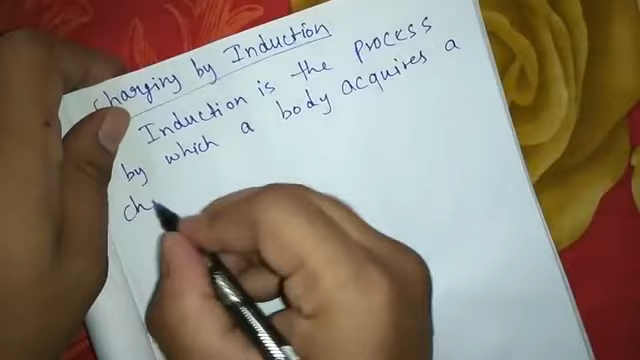 Charging by Induction
Induction is the process
by which a body acquires a
ch